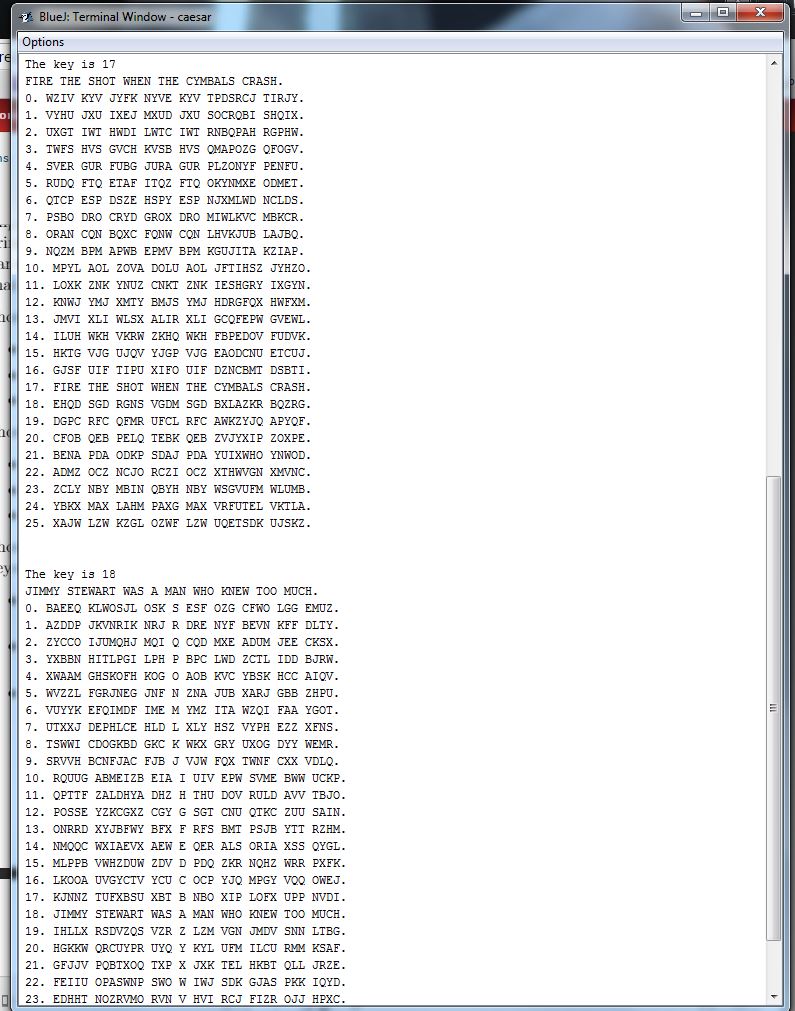 BlueJ: Terminal Window - caesar
Options
The key is 17
FIRE THE SHOT WHEN THE CYMBALS CRASH.
0. WZIV KYV JYFK NYVE KYV TPDSRCJ TIRJY.
1. VYHU JXU IXEJ MXUD JXU SOCRQBI SHQIX.
2. UXGT IWT HWDI LWTC IWT RNBQPAH RGPHW.
3. TWFS HVS GVCH KVSB HVS QMAPOZG QFOGV.
4. SVER GUR FUBG JURA GUR PLZONYF PENFU.
5. RUDQ FTQ ETAF ITQZ FTQ OKYNMXE ODMET.
6. QTCP ESP DSZE HSPY ESP NJXMLWD NCLDS.
7. PSBO DRO CRYD GROX DRO MIWLKVC MBKCR.
8. ORAN CQN BQXC FQNW CQN LHVKJUB LAJBQ.
9. NQZM BPM APWB EPMV BPM KGUJITA KZIAP.
10. MPYL AOL ZOVA DOLU AOL JFTIHSZ JYHZO.
11. LOXK ZNK YNUZ CNKT ZNK IESHGRY IXGYN.
12. KNWJ YMJ XMTY BMJS YMJ HDRGFQX HWFXM.
13. JMVI XLI WLSX ALIR XLI GCQFEPW GVEWL.
14. ILUH WKH VKRW ZKHQ WKH FBPEDOV FUDVK.
15. HKTG VJG UJQV YJGP VJG EAODCNU ETCUJ.
16. GJSF UIF TIPU XIFO UIF DZNCBMT DSBTI.
17. FIRE THE SHOT WHEN THE CYMBALS CRASH.
18. EHQD SGD RGNS VGDM SGD BXLAZKR BQZRG.
19. DGPC RFC QFMR UFCL RFC AWKZYJQ APYQF.
20. CFOB QEB PELQ TEBK QEB ZVJYXIP ZOXPE.
21. BENA PDA ODKP SDAJ PDA YUIXWHO YNWOD.
22. ADMZ OCZ NCJO RCZI OCZ XTHWVGN XMVNC.
23. ZCLY NBY MBIN QBYH NBY WSGVUFM WLUMB.
24. YBKX MAX LAHM PAXG MAX VRFUTEL VKTLA.
25. XAJW LZW KZGL OZWF LZW UQETSDK UJSKZ.
The key is 18
JIMMY STEWART WAS A MAN WHO KNEW TOO MUCH.
0. BAEEQ KLWOSJL OSK S ESF OZG CFWO LGG EMUZ.
1. AZDDP JKVNRIK NRJ R DRE NYF BEVN KFF DLTY.
2. ZYCCO IJUMQHJ MQI Q CQD MXE ADUM JEE CKSX.
3. YXBBN HITLPGI LPH P BPC LWD ZCTL IDD BJRW.
4. XWAAM GHSKOFH KOG O AOB KVC YBSK HCC AIQV.
5. WVZZL FGRJNEG JNF N ZNA JUB XARJ GBB ZHPU.
6. VUYYK EFQIMDF IME M YMZ ITA WZQI FAA YGOT.
7. UTXXJ DEPHLCE HLD L XLY HSZ VYPH EZZ XFNS.
8. TSWWI CDOGKBD GKC K WKX GRY UXOG DYY WEMR.
9. SRVVH BCNFJAC FJB J VJW FQX TWNF CXX VDLQ.
10. RQUUG ABMEIZB EIA I UIV EPW SVME BWW UCKP.
11. QPTTF ZALDHYA DHZ H THU DOV RULD AVV TBJO.
12. POSSE YZKCGXZ CGY G SGT CNU QTKC ZUU SAIN.
13. ONRRD XYJBFWY BFX F RFS BMT PSJB YTT RZHM.
14. NMQQC WXIAEVX AEW E QER ALS ORIA XSS QYGL.
15. MLPPB VWHZDUW ZDV D PDQ ZKR NQHZ WRR PXFK.
16. LKOOA UVGYCTV YCU C OCP YJQ MPGY VQQ OWEJ.
17. KJNNZ TUFXBSU XBT B NBO XIP LOFX UPP NVDI.
18. JIMMY STEWART WAS A MAN WHO KNEW TOO MUCH.
19. IHLLX RSDVZQS VZR Z LZM VGN JMDV SNN LTBG.
20. HGKKW QRCUYPR UYQ Y KYL UFM ILCU RMM KSAF.
21. GFJJV PQBTXOQ TXP X JXK TEL HKBT QLL JRZE.
22. FEIIU OPASWNP SWO W IWJ SDK GJAS PKK IQYD.
23. EDHHT NOZRVMO RVN V HVI RCJ FIZR OJJ HPXC.